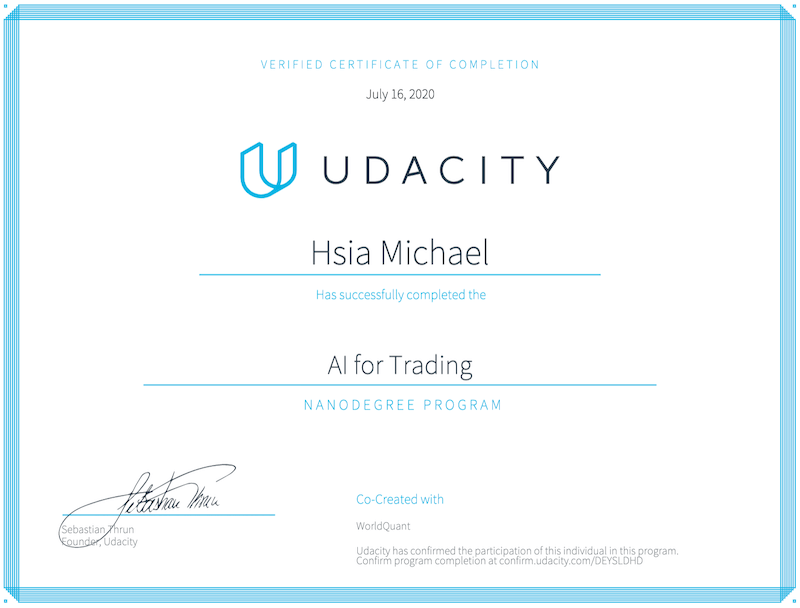 VERIFIED CERTIFICATE OF COMPLETION
July 16, 2020
UDACITY
Hsia Michael
Has successfully completed the
AI for Trading
NANODEGREE PROGRAM
Sebastian Thrun
Sebastian Thrun
Founder, Udacity
Co-Created with
WorldQuant
Udacity has confirmed the participation of this individual in this program.
Confirm program completion at confirm.udacity.com/DEYSLDHD